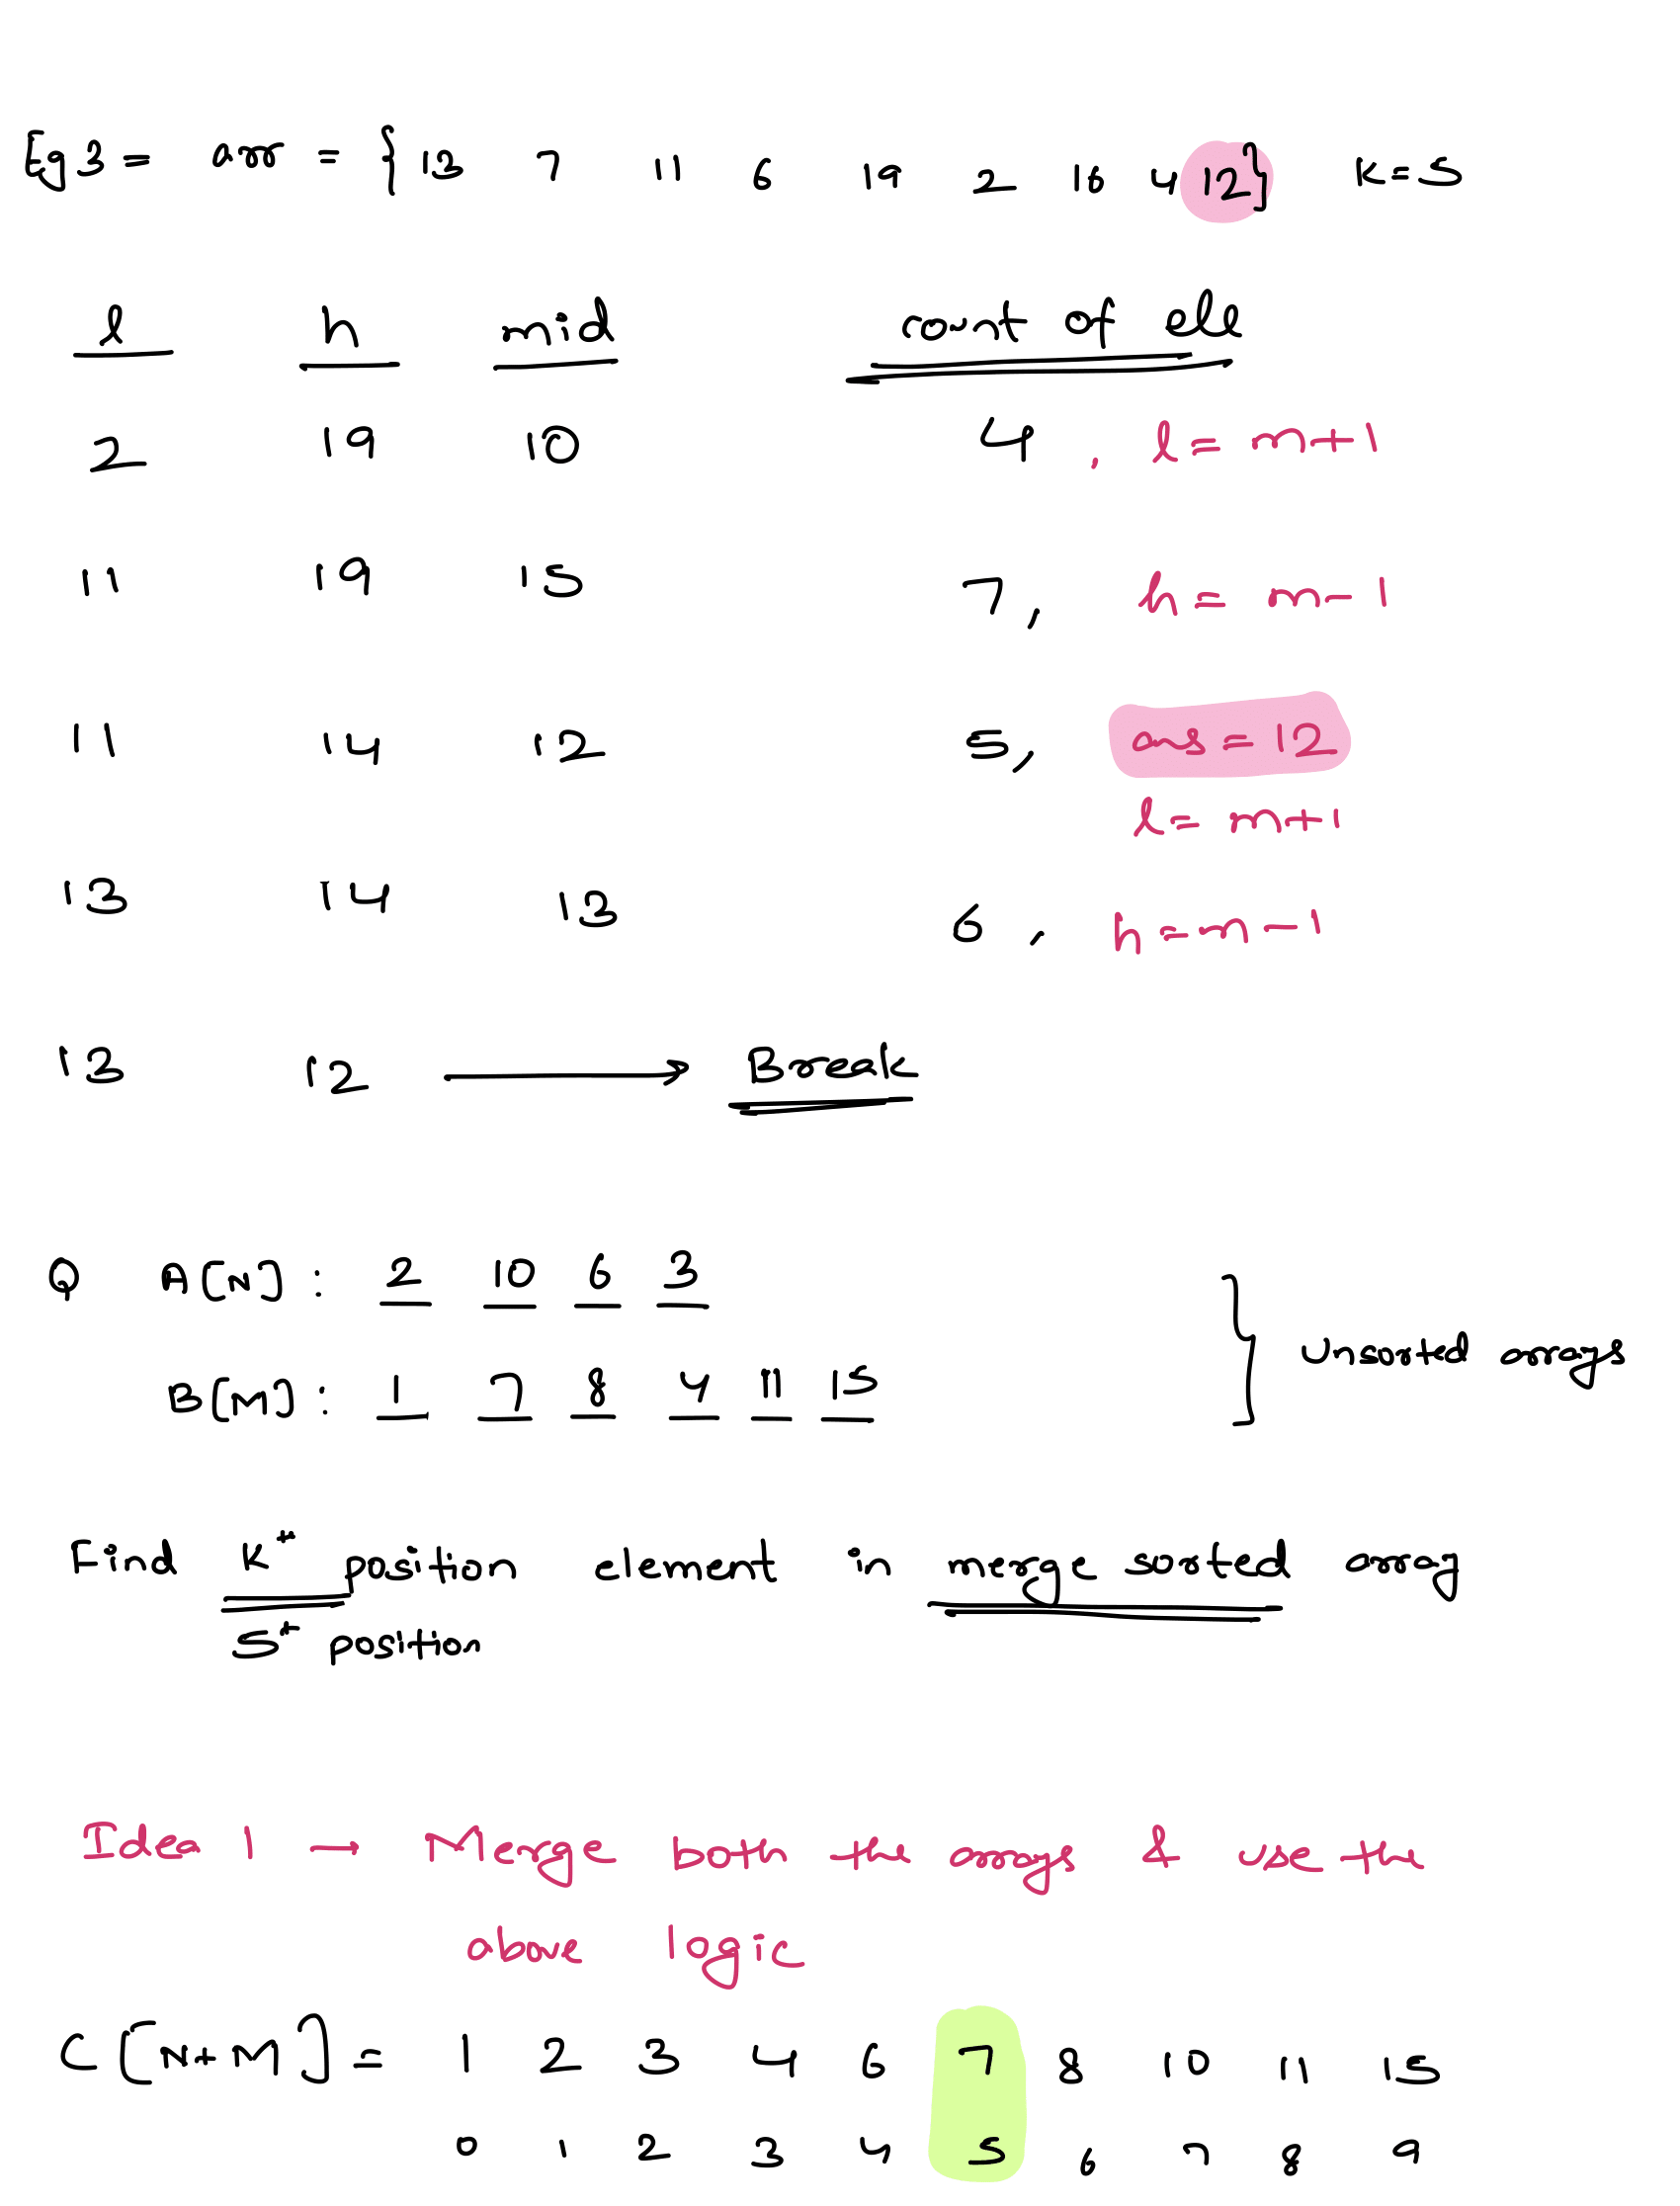 Eg 3 = arr = { 13 7 11 6 19 2 16 4 12 } K = 5
l h mid count of ele
2 19 10 4 , l = m+1
11 19 15 7, h = m-1
11 14 12 5, ans = 12
l = m+1
13 14 13 6 , h = m-1
13 12 → Break
Q A[N] : 2 10 6 3
Unsorted arrays
B[M] : 1 7 8 4 11 15
Find Kᵗ position element in merge sorted array
5ᵗ position
Idea 1 → Merge both the arrays & use the
above logic
C[N+M] = 1 2 3 4 6 7 8 10 11 15
0 1 2 3 4 5 6 7 8 9